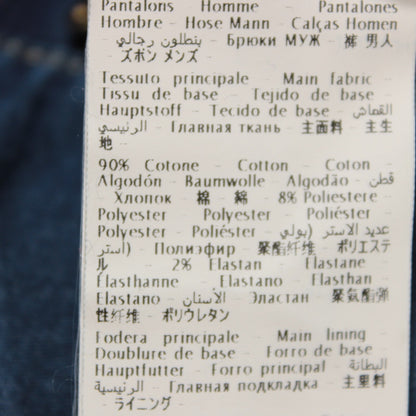 Pantalons Homme - Pantalones
Hombre - Hose Mann - Calças Homen
- بنطلون رجالي - Брюки МУЖ - 裤 男人
- ズボン メンズ
Tessuto principale - Main fabric -
Tissu de base - Tejido de base -
Hauptstoff - Tecido de base - القماش
الرئيسي - Главная ткань - 主面料 - 主生
地 -
90% Cotone - Cotton - Coton -
Algodón - Baumwolle - Algodão - قطن
- Хлопок - 棉 - 綿 - 8% Poliestere -
Polyester - Polyester - Poliéster -
Polyester - Poliéster - عديد الاستر (بولي
أستر) - Полиэфир - 聚酯纤维 - ポリエステ
ル - 2% Elastan - Elastane -
Elasthanne - Elastano - Elasthan -
Elastano - الأستان - Эластан - 聚氨酯弹
性纤维 - ポリウレタン
Fodera principale - Main lining -
Doublure de base - Forro de base -
Hauptfutter - Forro principal - البطانة
الرئيسية - Главная подкладка - 主里料
- ライニング